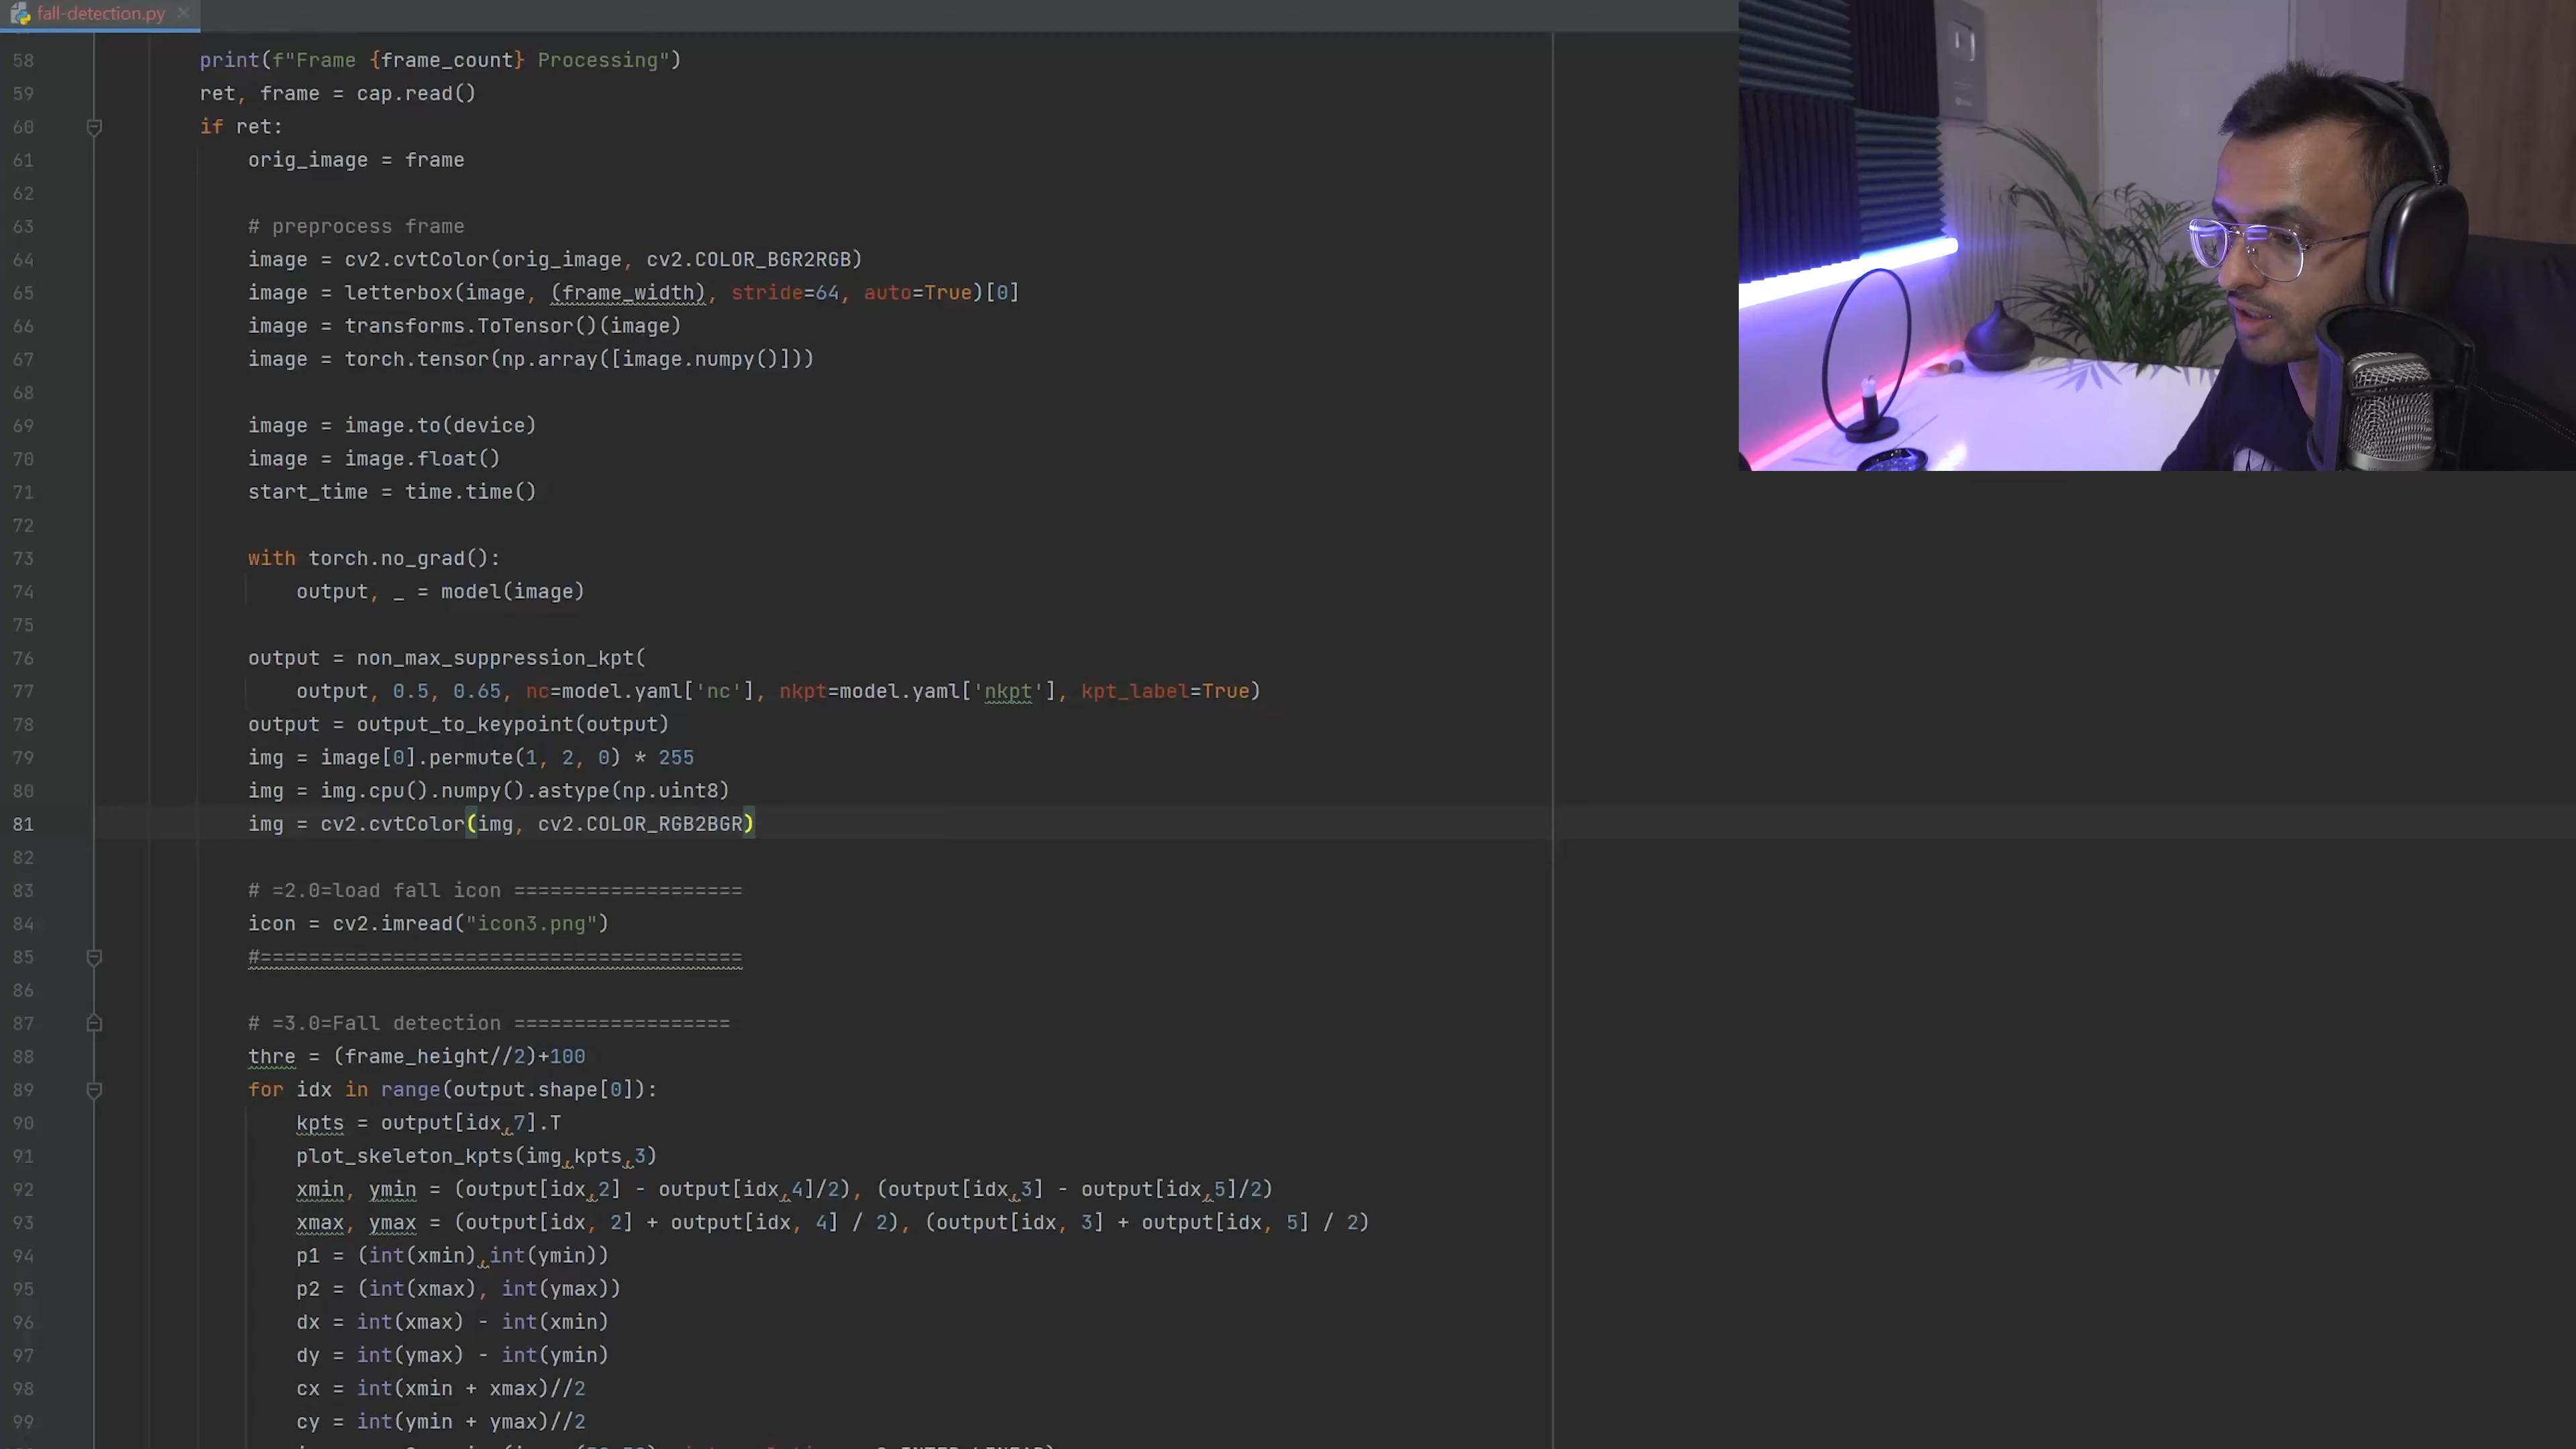 fall-detection.py
58 print(f"Frame {frame_count} Processing")
59 ret, frame = cap.read()
60 if ret:
61 orig_image = frame
62
63 # preprocess frame
64 image = cv2.cvtColor(orig_image, cv2.COLOR_BGR2RGB)
65 image = letterbox(image, (frame_width), stride=64, auto=True)[0]
66 image = transforms.ToTensor()(image)
67 image = torch.tensor(np.array([image.numpy()]))
68
69 image = image.to(device)
70 image = image.float()
71 start_time = time.time()
72
73 with torch.no_grad():
74 output, _ = model(image)
75
76 output = non_max_suppression_kpt(
77 output, 0.5, 0.65, nc=model.yaml['nc'], nkpt=model.yaml['nkpt'], kpt_label=True)
78 output = output_to_keypoint(output)
79 img = image[0].permute(1, 2, 0) * 255
80 img = img.cpu().numpy().astype(np.uint8)
81 img = cv2.cvtColor(img, cv2.COLOR_RGB2BGR)
82
83 # =2.0=load fall icon ===================
84 icon = cv2.imread("icon3.png")
85 #========================================
86
87 # =3.0=Fall detection ==================
88 thre = (frame_height//2)+100
89 for idx in range(output.shape[0]):
90 kpts = output[idx,7].T
91 plot_skeleton_kpts(img,kpts,3)
92 xmin, ymin = (output[idx,2] - output[idx,4]/2), (output[idx,3] - output[idx,5]/2)
93 xmax, ymax = (output[idx, 2] + output[idx, 4] / 2), (output[idx, 3] + output[idx, 5] / 2)
94 p1 = (int(xmin),int(ymin))
95 p2 = (int(xmax), int(ymax))
96 dx = int(xmax) - int(xmin)
97 dy = int(ymax) - int(ymin)
98 cx = int(xmin + xmax)//2
99 cy = int(ymin + ymax)//2